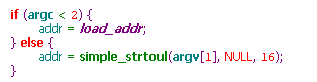 if (argc < 2) {
addr = load_addr;
} else {
addr = simple_strtoul(argv[1], NULL, 16);
}